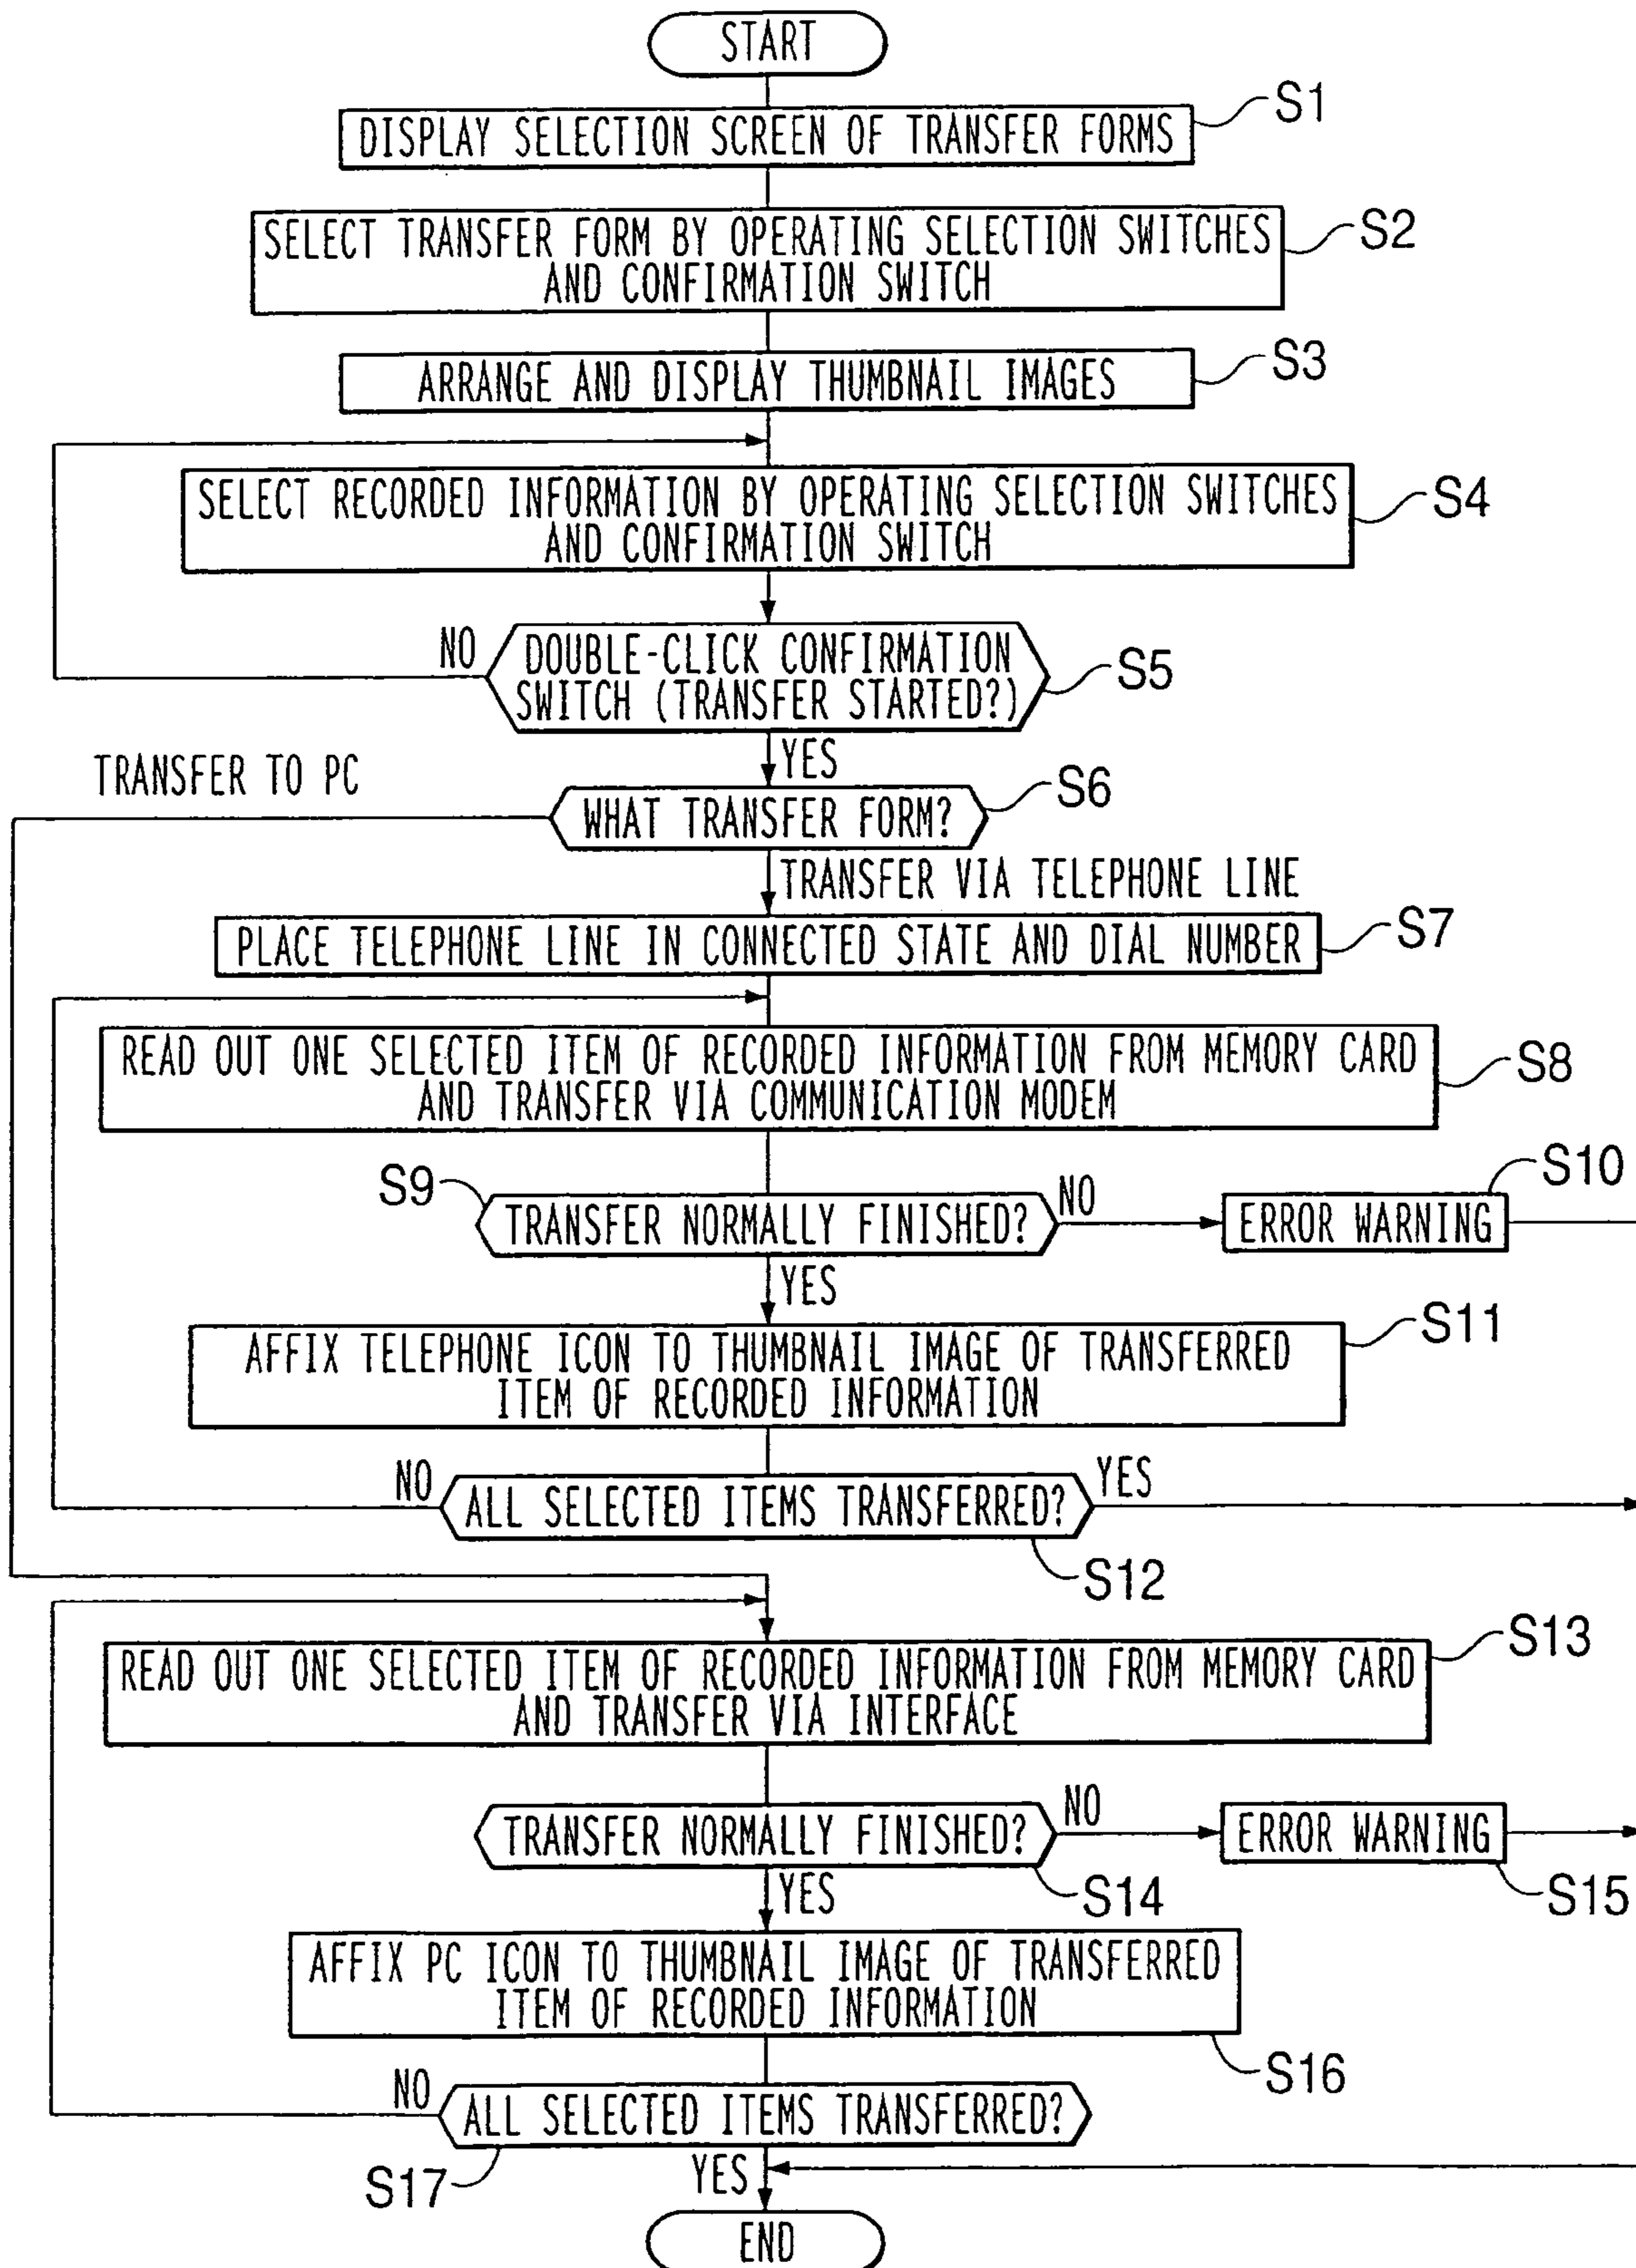 START
S1
DISPLAY SELECTION SCREEN OF TRANSFER FORMS
S2
SELECT TRANSFER FORM BY OPERATING SELECTION SWITCHES
AND CONFIRMATION SWITCH
S3
ARRANGE AND DISPLAY THUMBNAIL IMAGES
S4
SELECT RECORDED INFORMATION BY OPERATING SELECTION SWITCHES
AND CONFIRMATION SWITCH
NO
DOUBLE-CLICK CONFIRMATION
SWITCH (TRANSFER STARTED?)
S5
YES
TRANSFER TO PC
S6
WHAT TRANSFER FORM?
TRANSFER VIA TELEPHONE LINE
S7
PLACE TELEPHONE LINE IN CONNECTED STATE AND DIAL NUMBER
READ OUT ONE SELECTED ITEM OF RECORDED INFORMATION FROM MEMORY CARD
AND TRANSFER VIA COMMUNICATION MODEM
S8
S9
TRANSFER NORMALLY FINISHED?
NO
S10
ERROR WARNING
YES
S11
AFFIX TELEPHONE ICON TO THUMBNAIL IMAGE OF TRANSFERRED
ITEM OF RECORDED INFORMATION
NO
ALL SELECTED ITEMS TRANSFERRED?
YES
S12
S13
READ OUT ONE SELECTED ITEM OF RECORDED INFORMATION FROM MEMORY CARD
AND TRANSFER VIA INTERFACE
TRANSFER NORMALLY FINISHED?
NO
ERROR WARNING
YES
S14
S15
AFFIX PC ICON TO THUMBNAIL IMAGE OF TRANSFERRED
ITEM OF RECORDED INFORMATION
S16
NO
ALL SELECTED ITEMS TRANSFERRED?
S17
YES
END